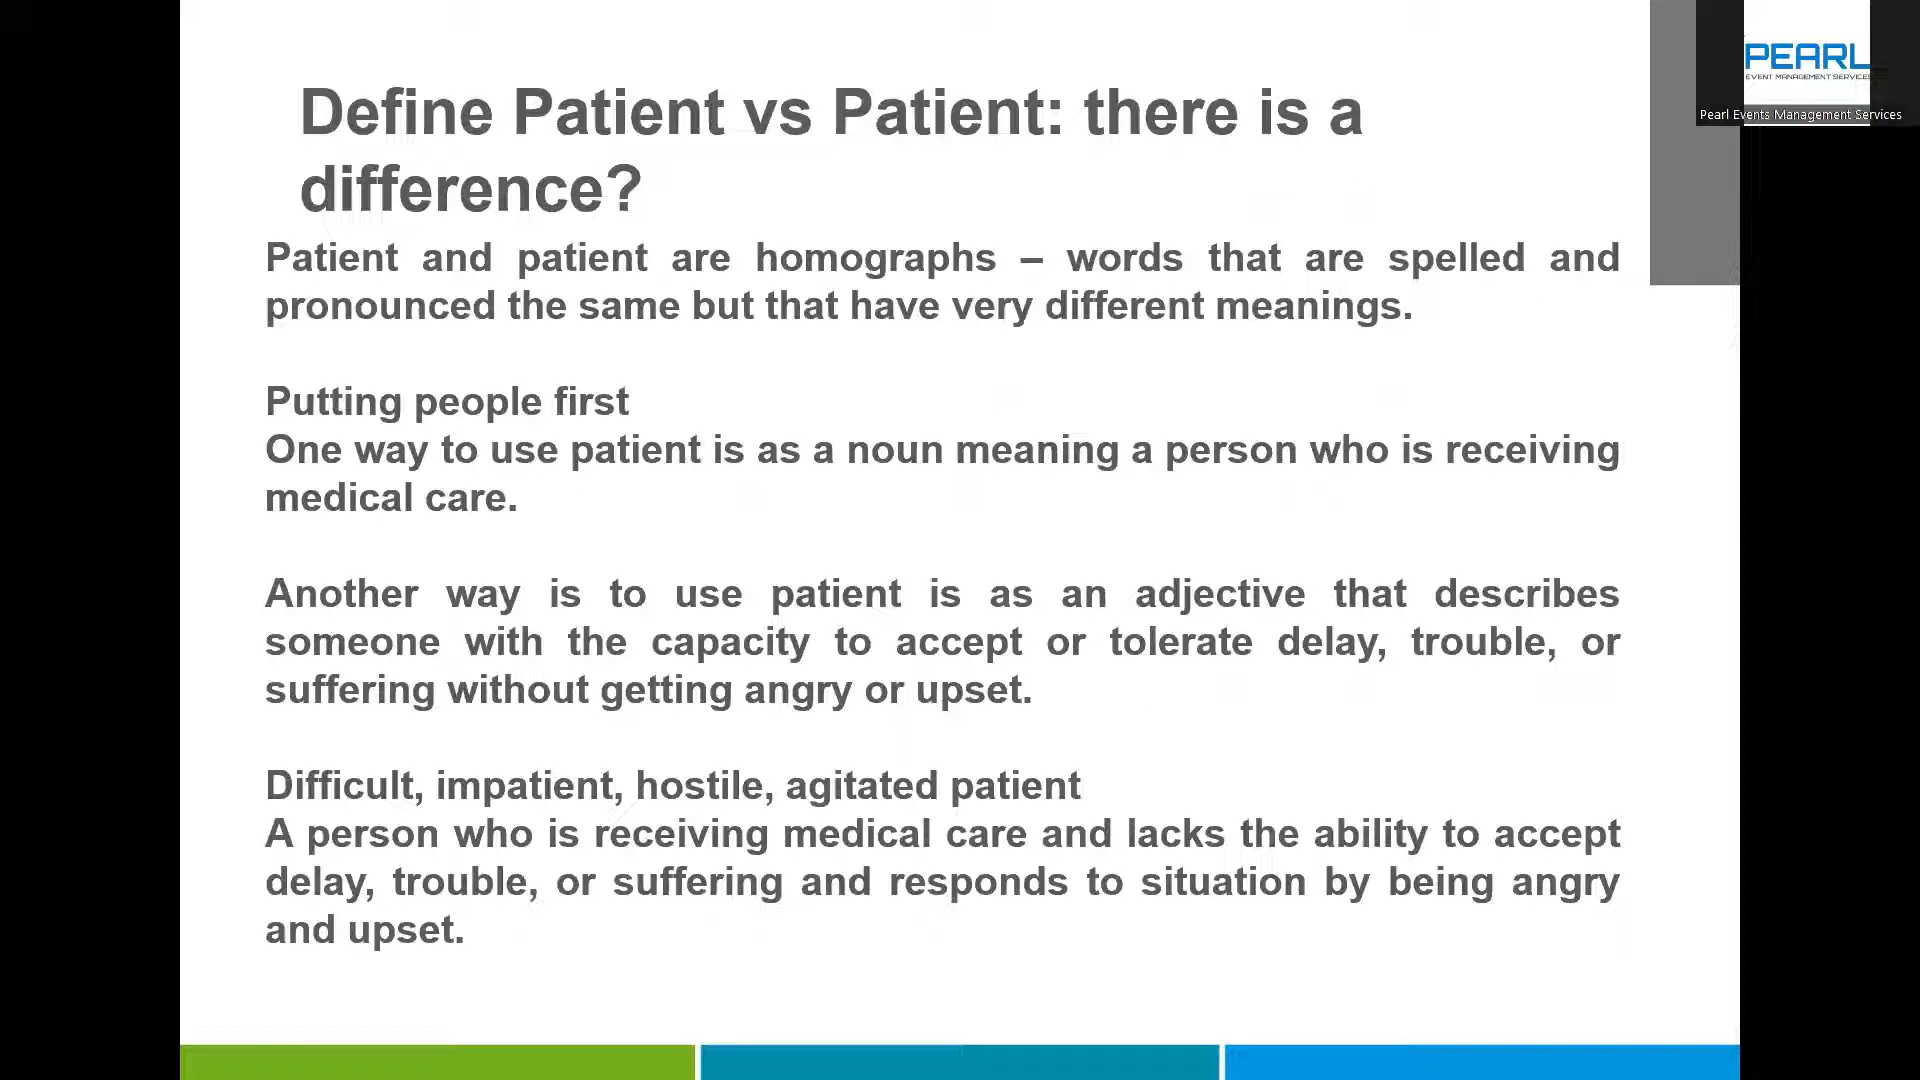 Define Patient vs Patient: there is a
difference?
Patient and patient are homographs – words that are spelled and
pronounced the same but that have very different meanings.
Putting people first
One way to use patient is as a noun meaning a person who is receiving
medical care.
Another way is to use patient is as an adjective that describes
someone with the capacity to accept or tolerate delay, trouble, or
suffering without getting angry or upset.
Difficult, impatient, hostile, agitated patient
A person who is receiving medical care and lacks the ability to accept
delay, trouble, or suffering and responds to situation by being angry
and upset.
PEARL
EVENT MANAGEMENT SERVICES
Pearl Events Management Services